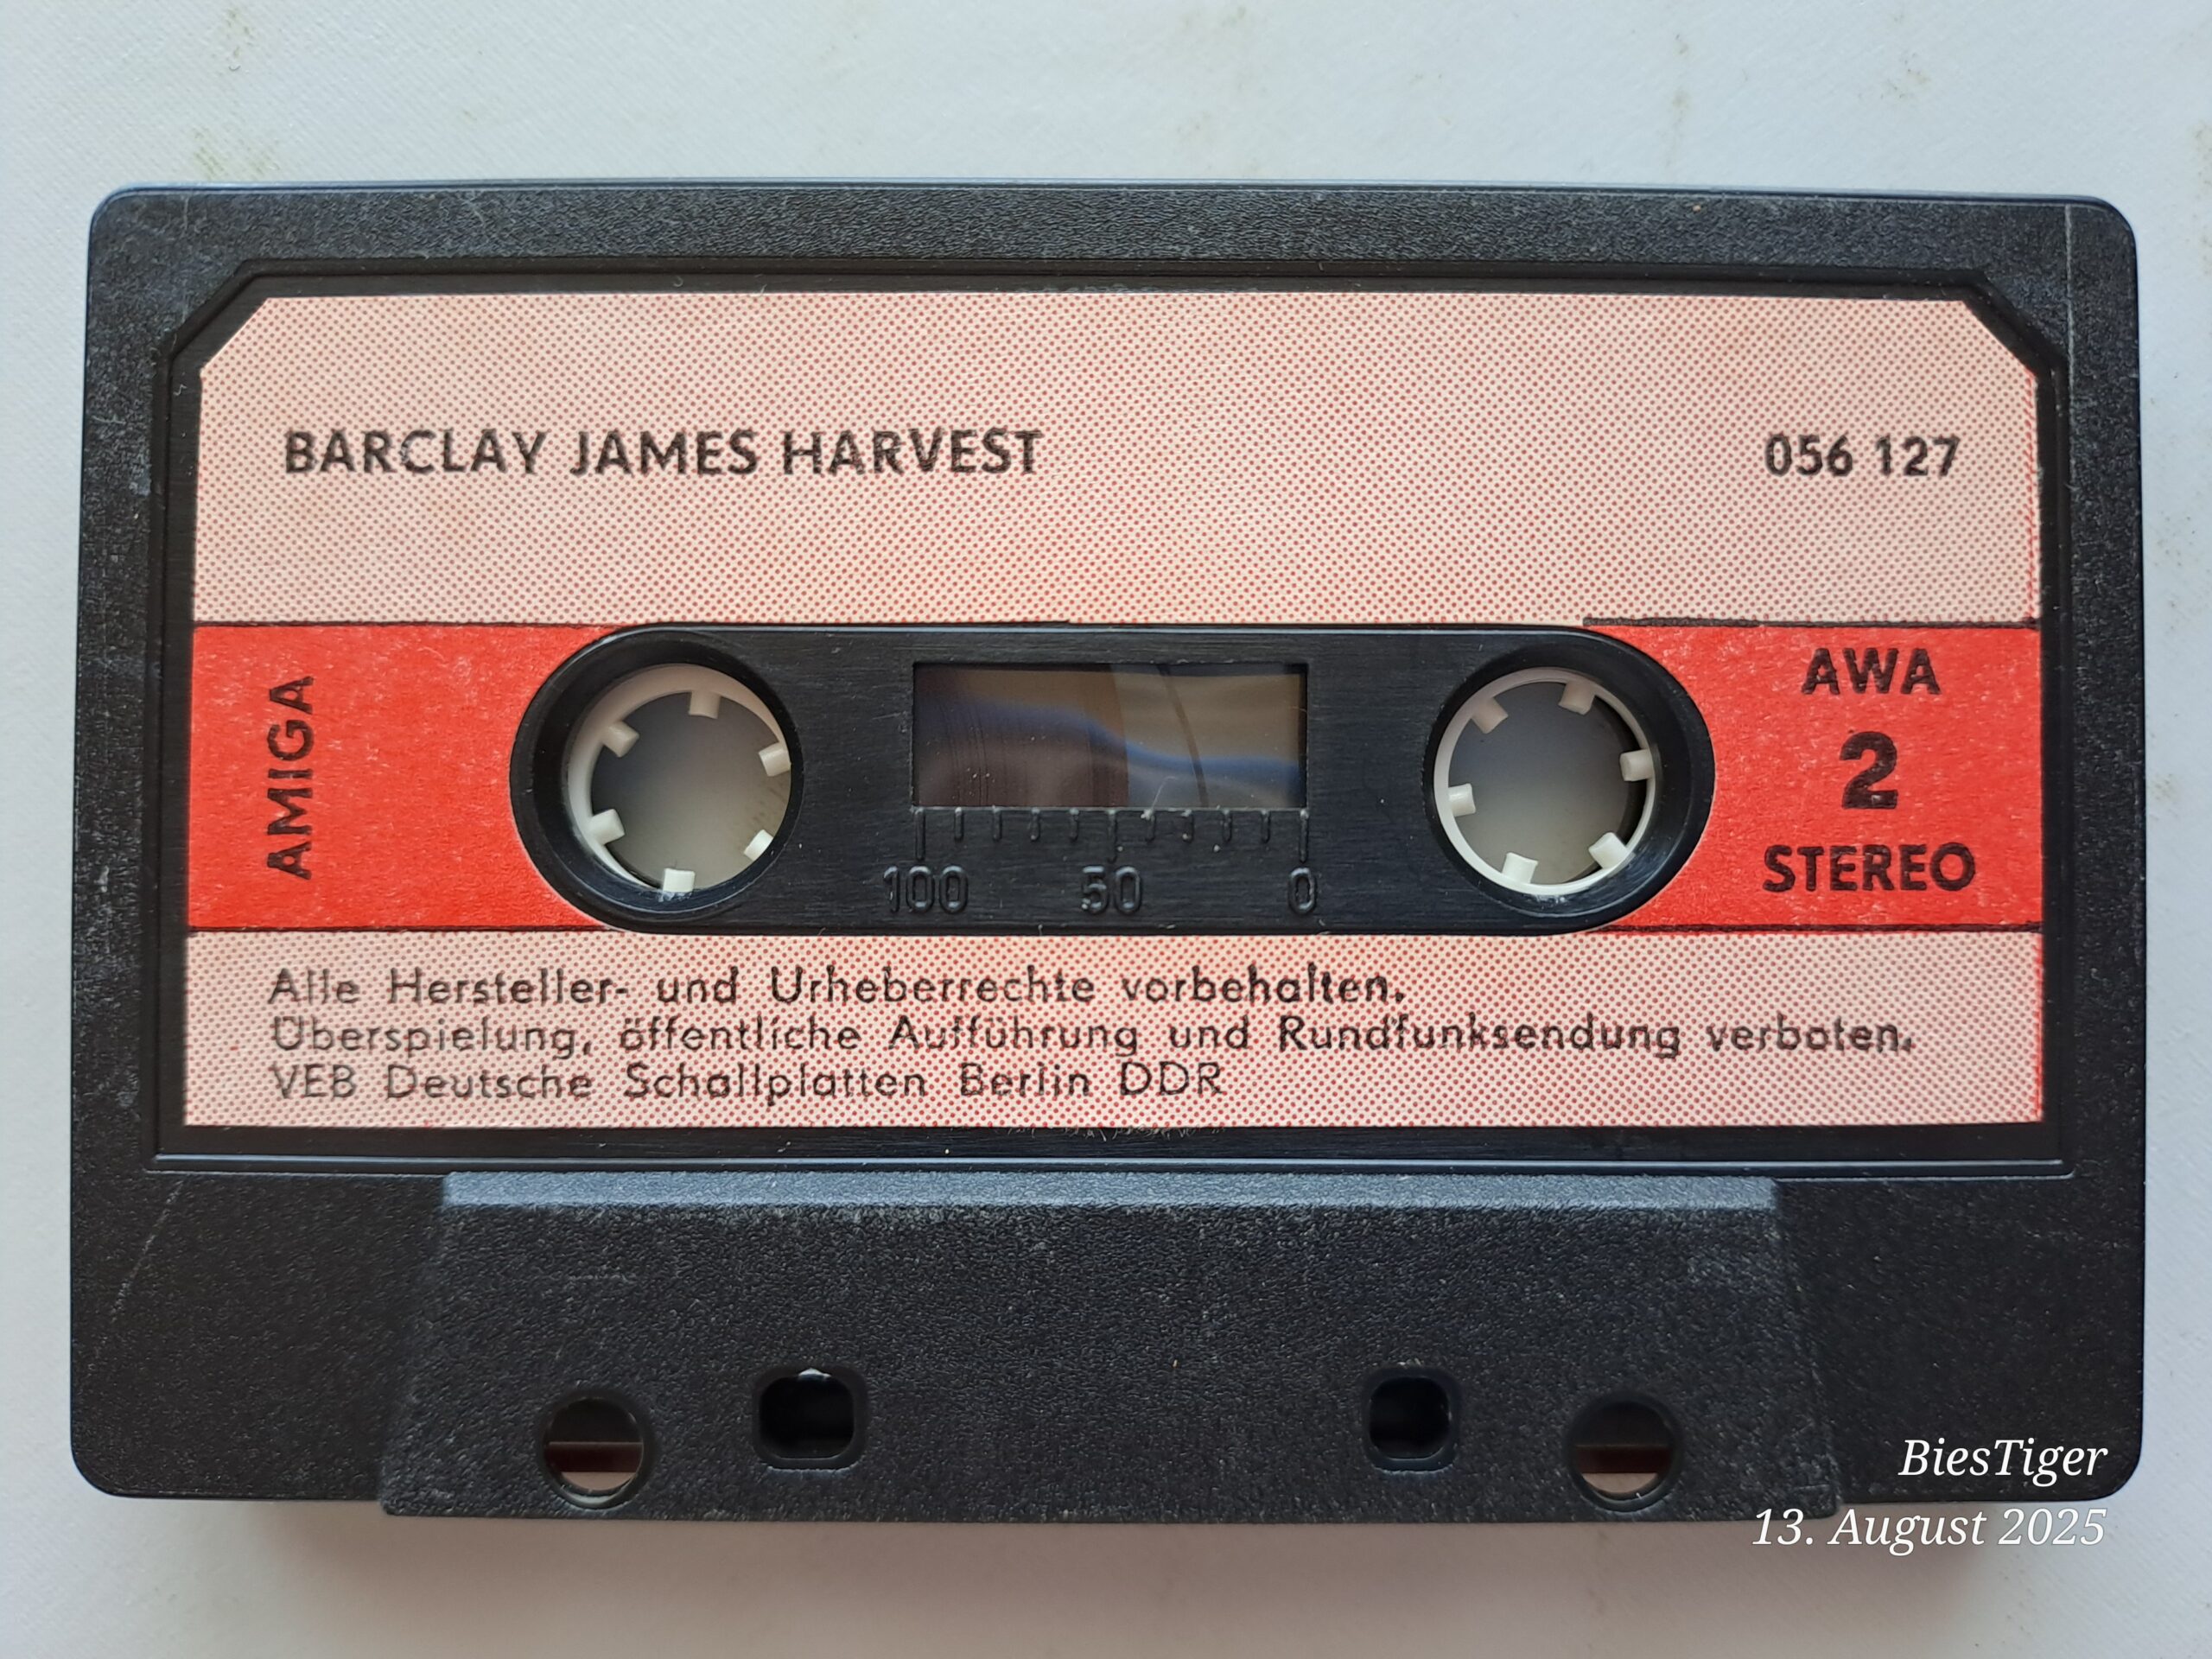 BARCLAY JAMES HARVEST
056 127
AMIGA
AWA
2
STEREO
100 50 0
Alle Hersteller- und Urheberrechte vorbehalten.
Überspielung, öffentliche Aufführung und Rundfunksendung verboten.
VEB Deutsche Schallplatten Berlin DDR
BiesTiger
13. August 2025